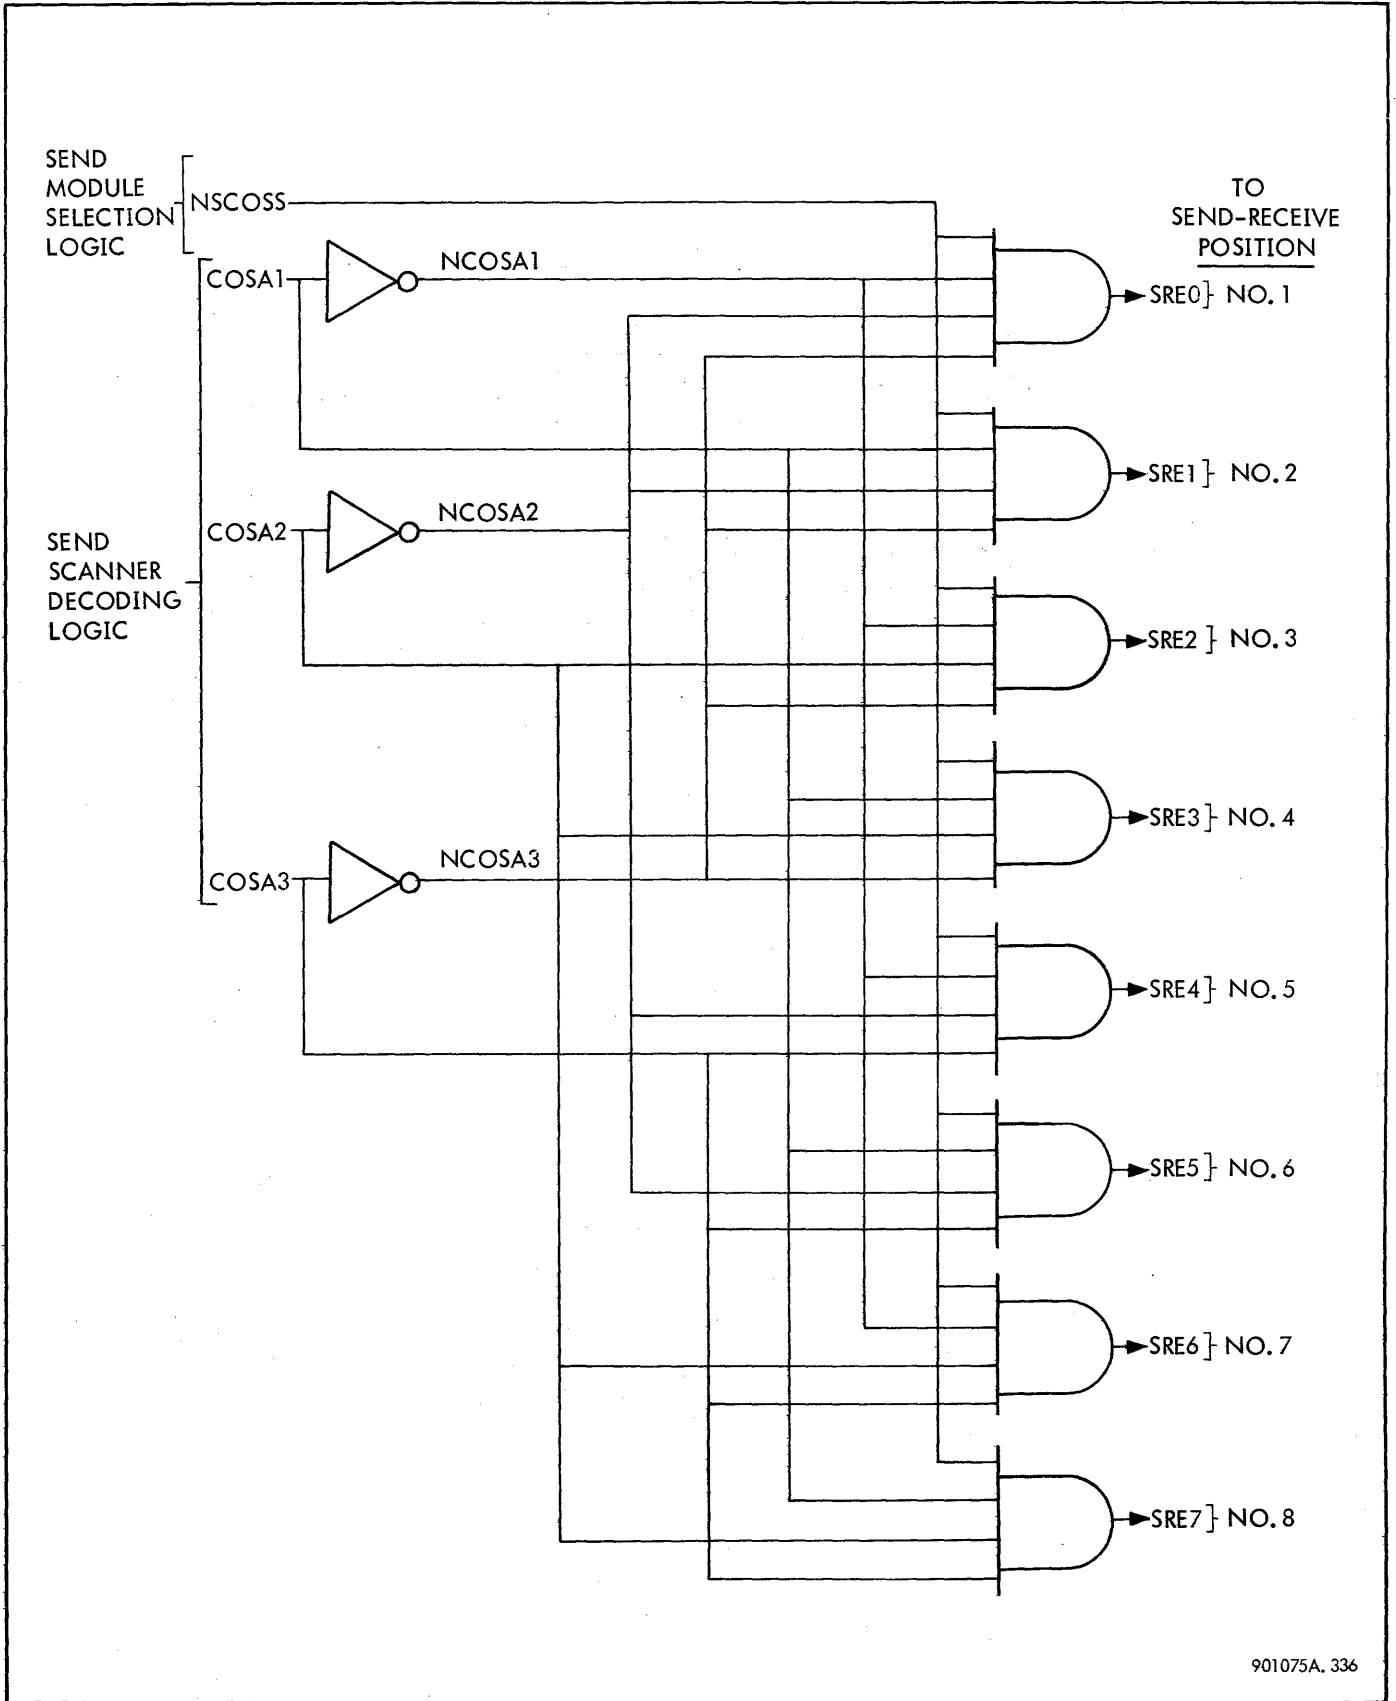 SEND
MODULE
SELECTION
LOGIC
NSCOSS
TO
SEND-RECEIVE
POSITION
COSA1
NCOSA1
SRE0} NO. 1
SRE1} NO. 2
COSA2
NCOSA2
SEND
SCANNER
DECODING
LOGIC
SRE2} NO. 3
SRE3} NO. 4
COSA3
NCOSA3
SRE4} NO. 5
SRE5} NO. 6
SRE6} NO. 7
SRE7} NO. 8
901075A. 336